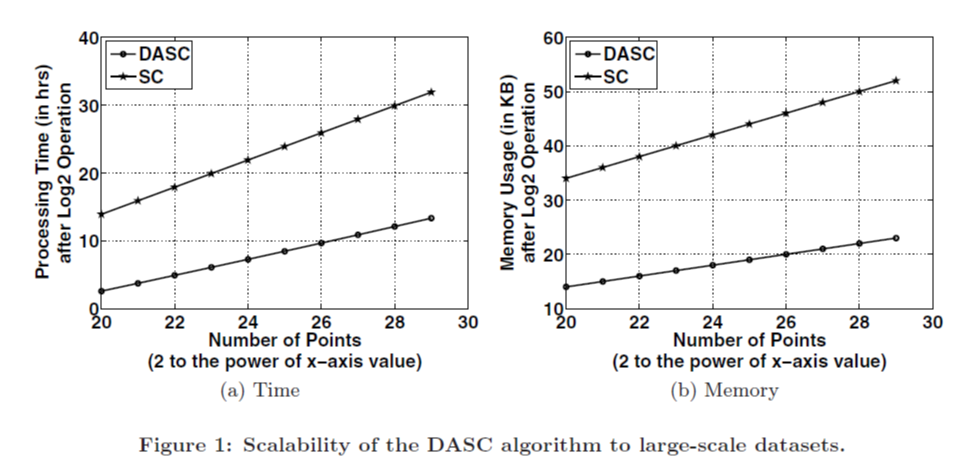 40
30
20
10
0
DASC
SC
Processing Time (in hrs)
after Log2 Operation
20 22 24 26 28 30
Number of Points
(2 to the power of x−axis value)
(a) Time
60
50
40
30
20
10
DASC
SC
Memory Usage (in KB)
after Log2 Operation
20 22 24 26 28 30
Number of Points
(2 to the power of x−axis value)
(b) Memory
Figure 1: Scalability of the DASC algorithm to large-scale datasets.